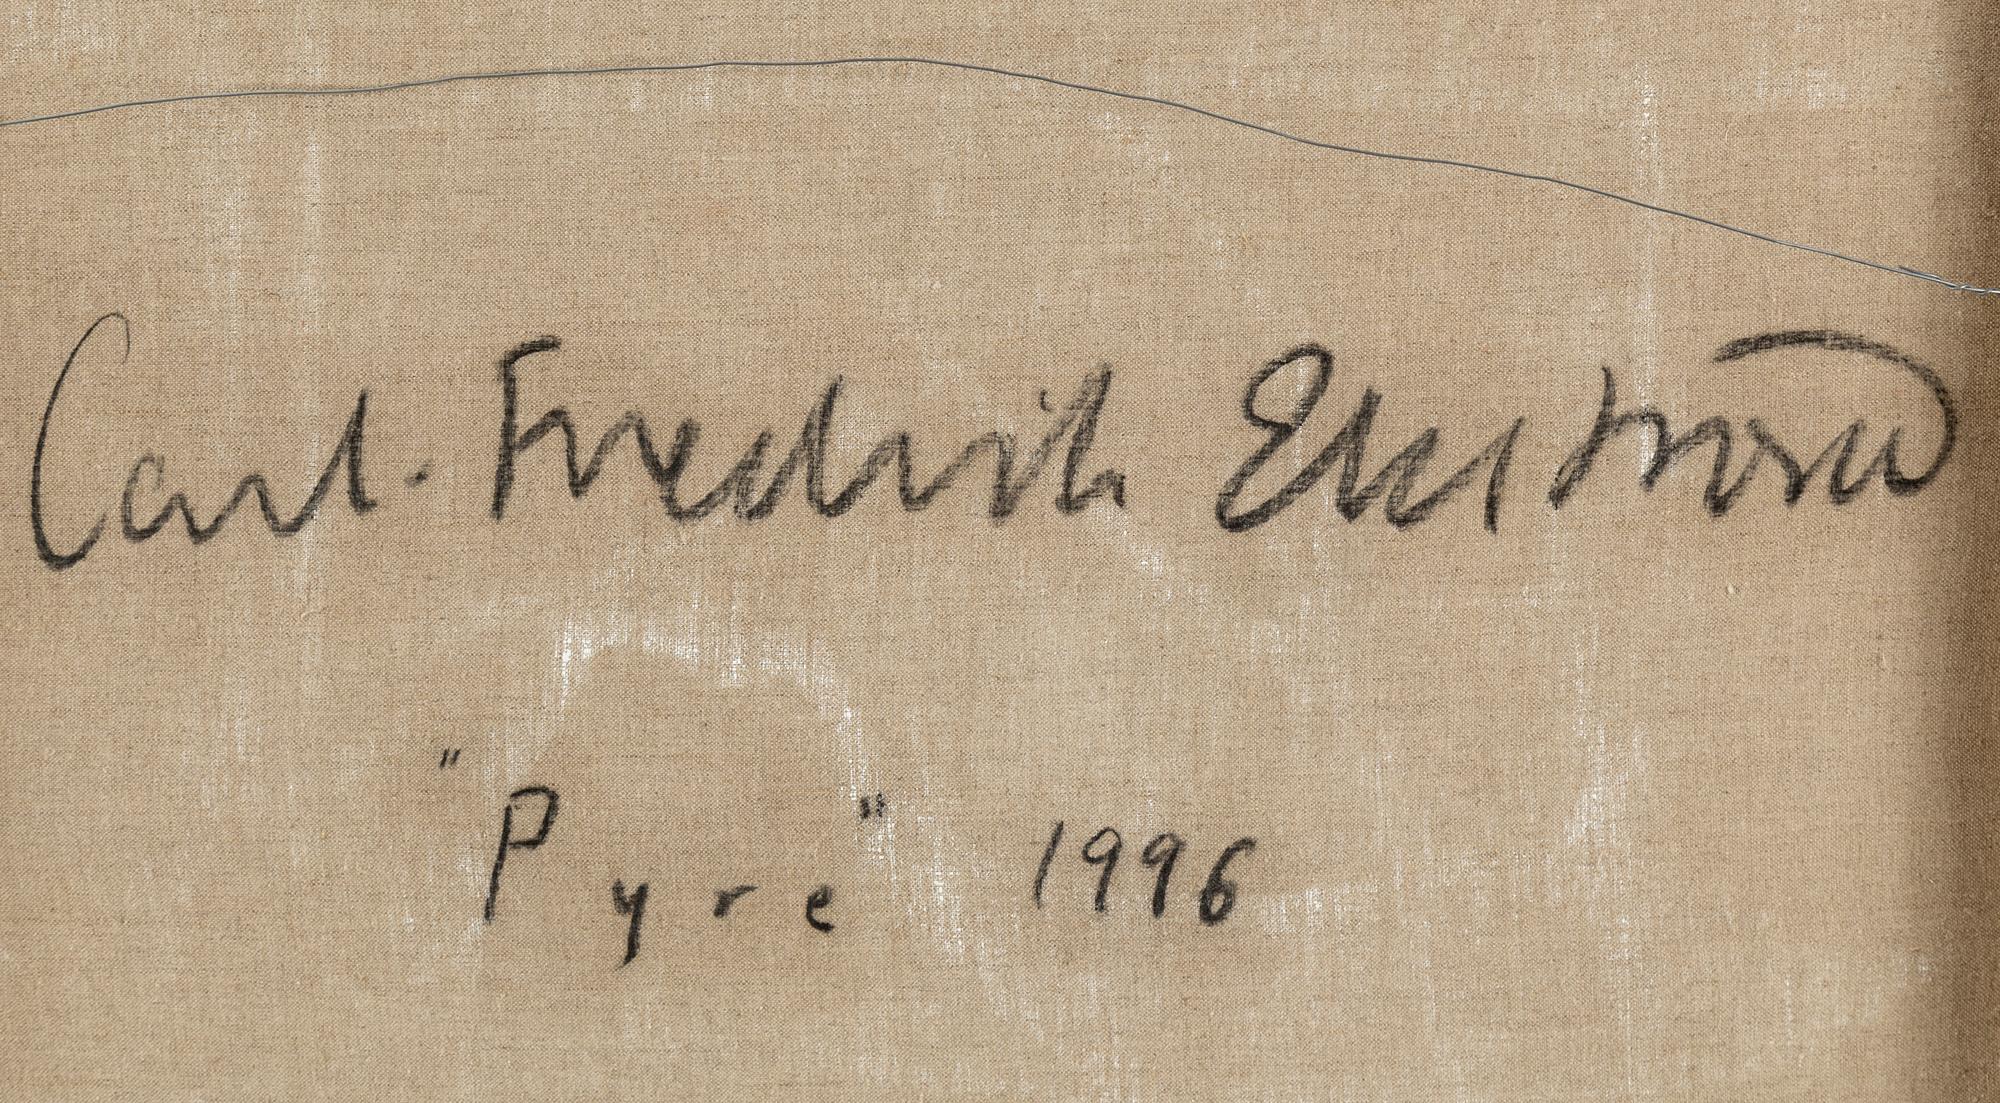 Carl Fredrik Ekström
"Pyre" 1996